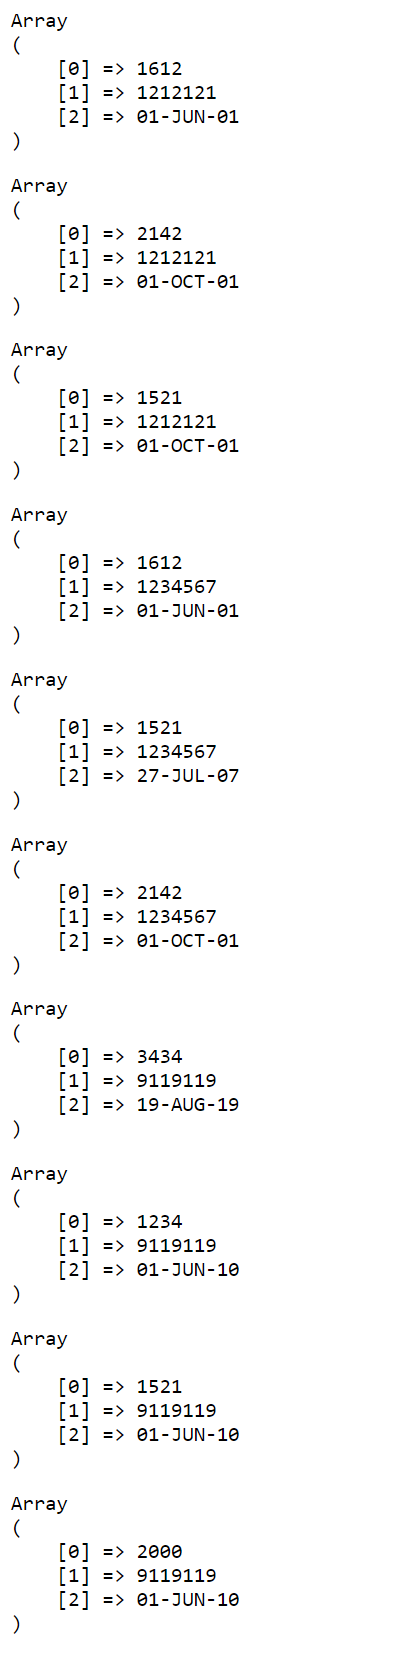 Array
(
    [0] => 1612
    [1] => 1212121
    [2] => 01-JUN-01
)
Array
(
    [0] => 2142
    [1] => 1212121
    [2] => 01-OCT-01
)
Array
(
    [0] => 1521
    [1] => 1212121
    [2] => 01-OCT-01
)
Array
(
    [0] => 1612
    [1] => 1234567
    [2] => 01-JUN-01
)
Array
(
    [0] => 1521
    [1] => 1234567
    [2] => 27-JUL-07
)
Array
(
    [0] => 2142
    [1] => 1234567
    [2] => 01-OCT-01
)
Array
(
    [0] => 3434
    [1] => 9119119
    [2] => 19-AUG-19
)
Array
(
    [0] => 1234
    [1] => 9119119
    [2] => 01-JUN-10
)
Array
(
    [0] => 1521
    [1] => 9119119
    [2] => 01-JUN-10
)
Array
(
    [0] => 2000
    [1] => 9119119
    [2] => 01-JUN-10
)